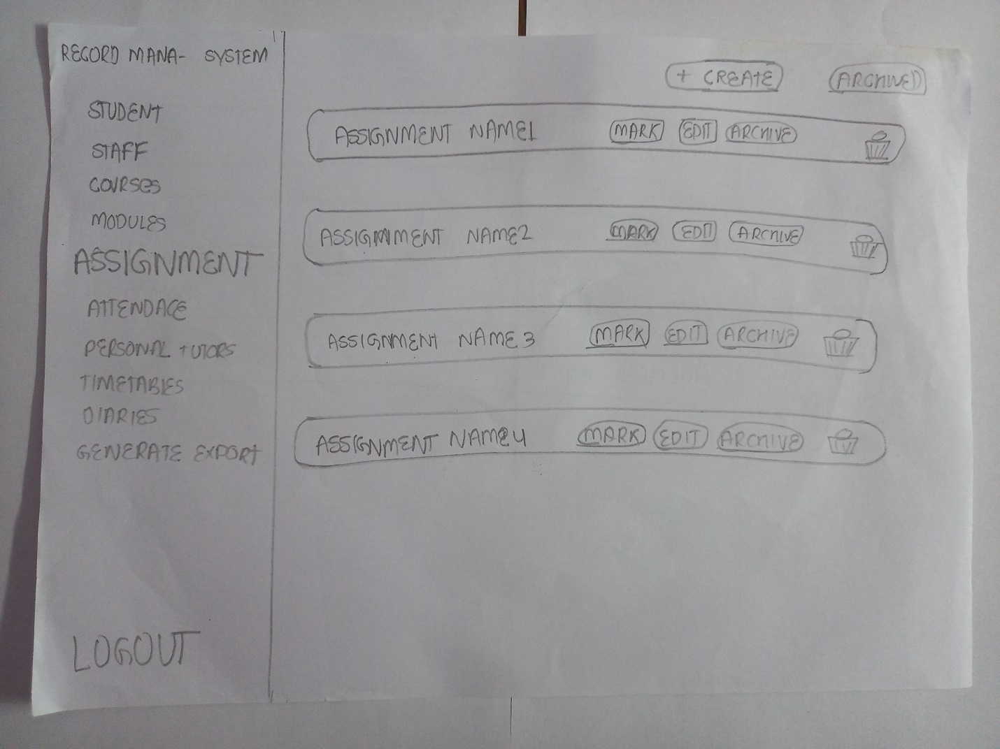 RECORD MANA- SYSTEM
STUDENT
STAFF
COURSES
MODULES
ASSIGNMENT
ATTENDACE
PERSONAL TUTORS
TIMETABLES
DIARIES
GENERATE EXPORT
LOGOUT
+ CREATE ARCHIVED
ASSIGNMENT NAME1 MARK EDIT ARCHIVE
ASSIGNMENT NAME2 MARK EDIT ARCHIVE
ASSIGNMENT NAME3 MARK EDIT ARCHIVE
ASSIGNMENT NAME4 MARK EDIT ARCHIVE